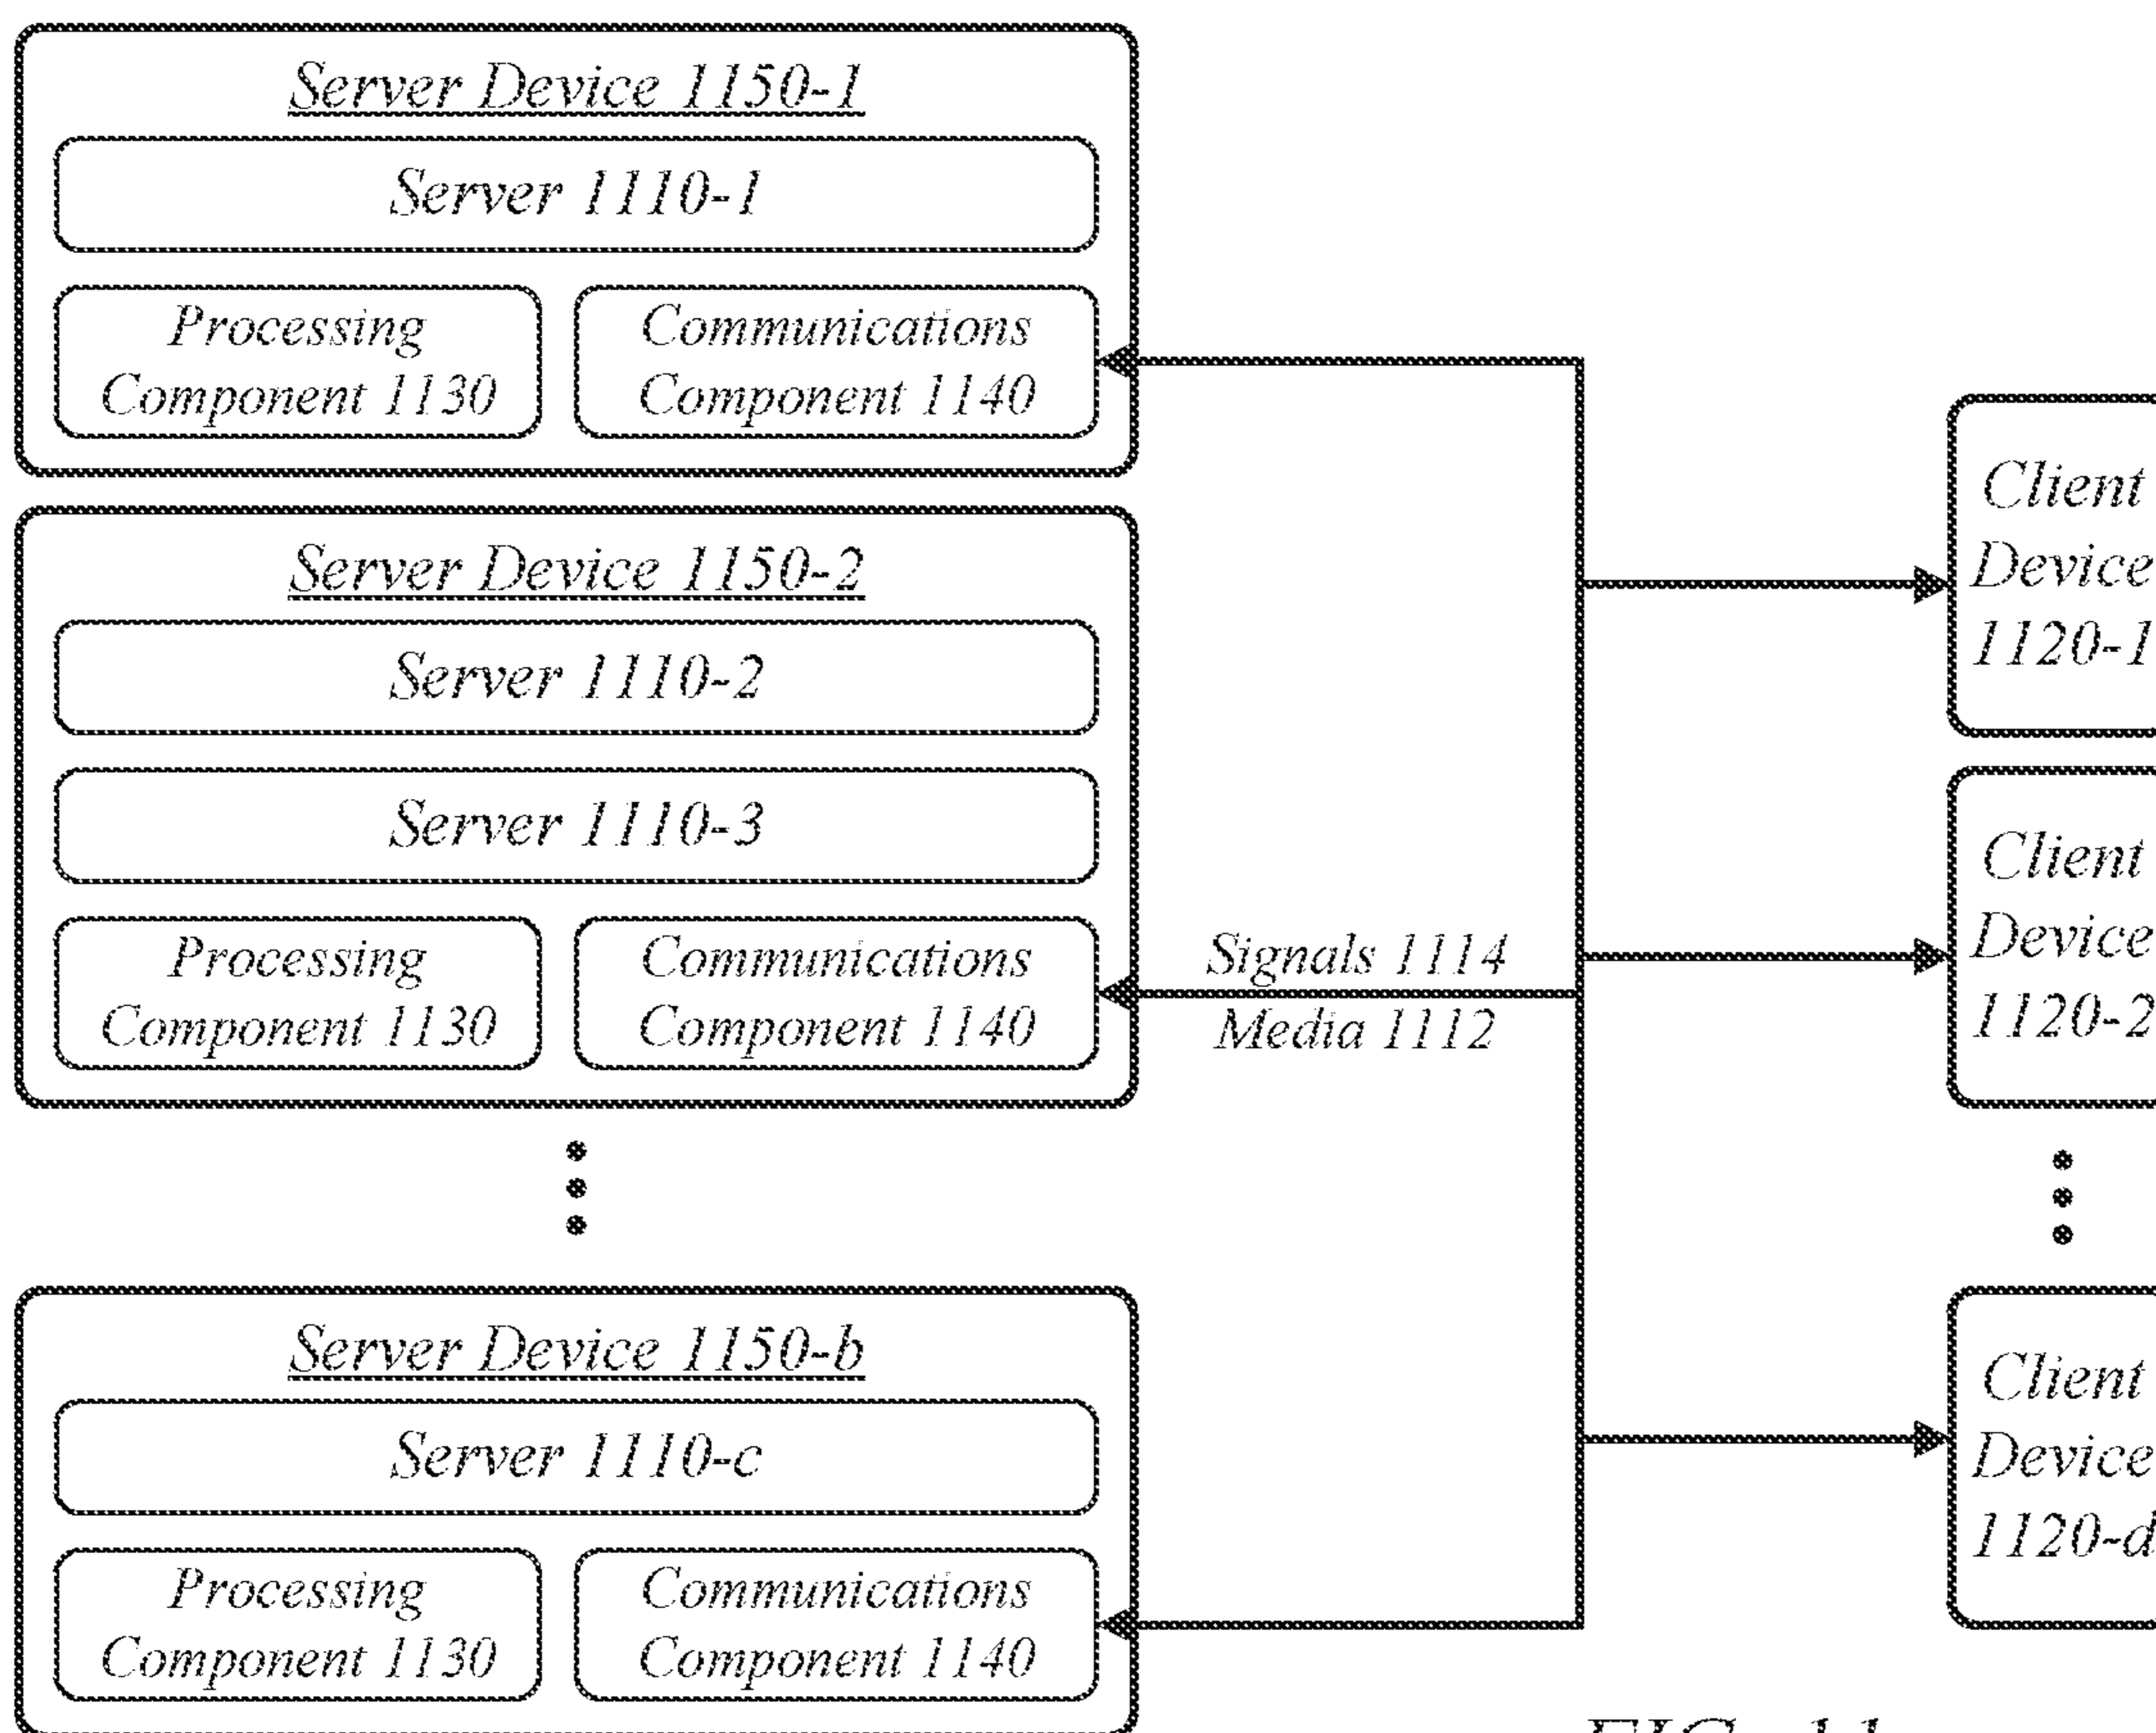 Server Device 1150-1
Server 1110-1
Processing
Component 1130
Communications
Component 1140
Server Device 1150-2
Server 1110-2
Server 1110-3
Processing
Component 1130
Communications
Component 1140
Signals 1114
Media 1112
Server Device 1150-b
Server 1110-c
Processing
Component 1130
Communications
Component 1140
Client
Device
1120-1
Client
Device
1120-2
Client
Device
1120-d
FIG. 11